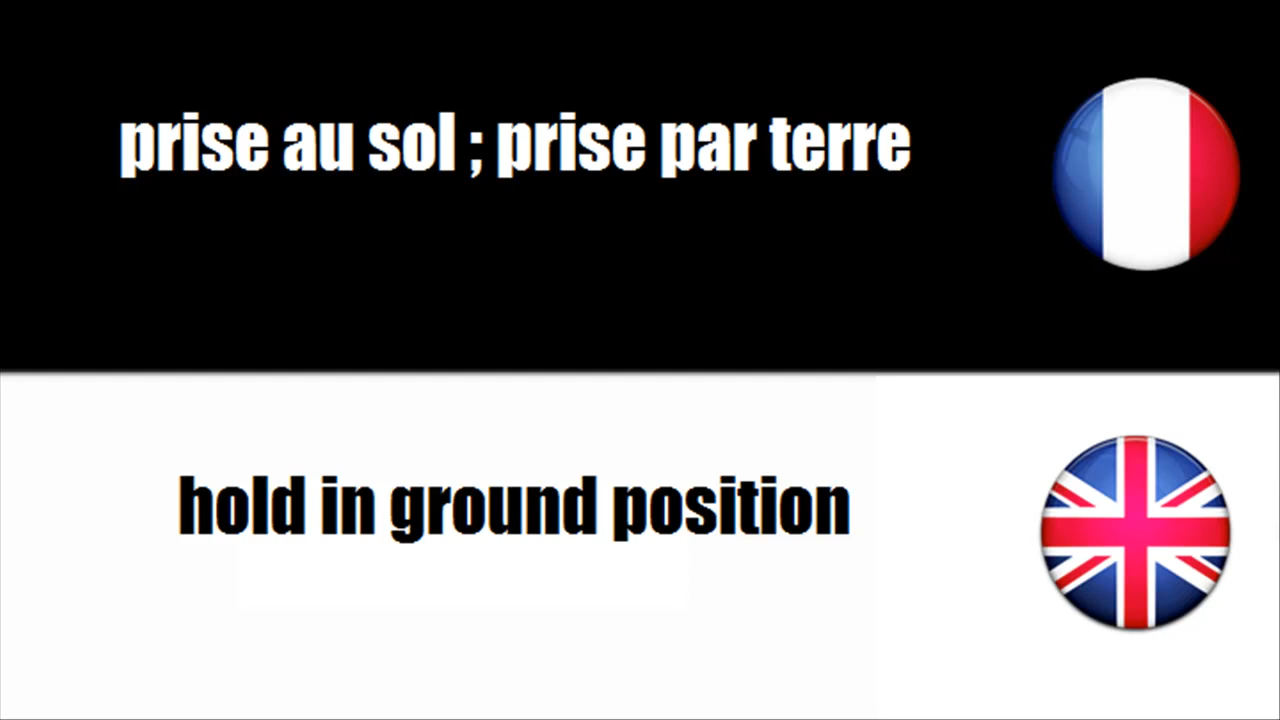 prise au sol ; prise par terre
hold in ground position